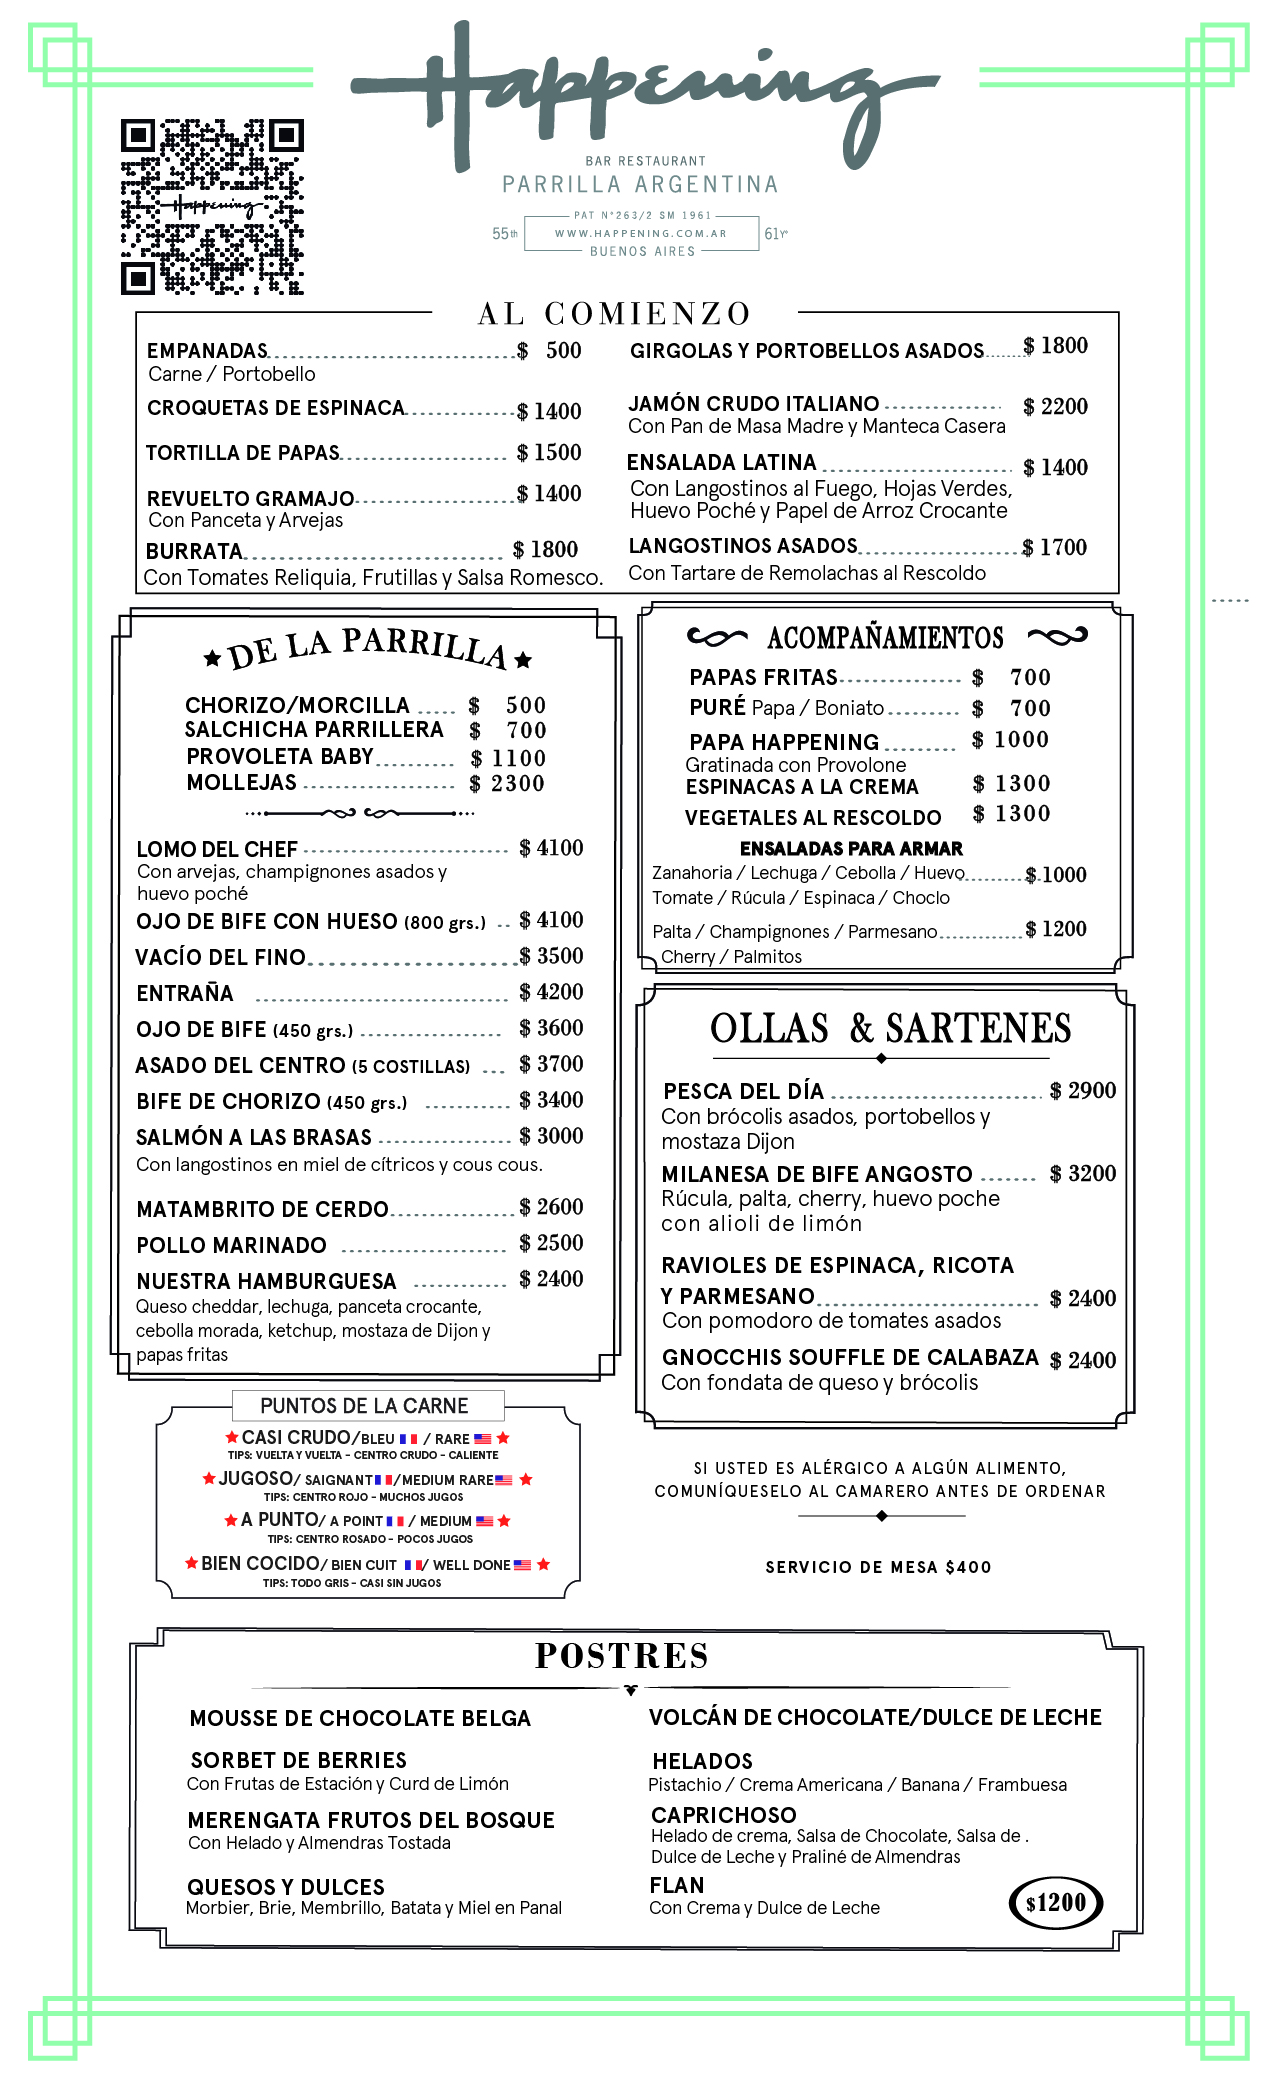 Happening
BAR RESTAURANT
PARRILLA ARGENTINA
PAT N°263/2 SM 1961
55th WWW.HAPPENING.COM.AR 61Yº
BUENOS AIRES
Happening
AL COMIENZO
EMPANADAS $ 500
Carne / Portobello
CROQUETAS DE ESPINACA $ 1400
TORTILLA DE PAPAS $ 1500
REVUELTO GRAMAJO $ 1400
Con Panceta y Arvejas
BURRATA $ 1800
Con Tomates Reliquia, Frutillas y Salsa Romesco.
GIRGOLAS Y PORTOBELLOS ASADOS $ 1800
JAMÓN CRUDO ITALIANO $ 2200
Con Pan de Masa Madre y Manteca Casera
ENSALADA LATINA $ 1400
Con Langostinos al Fuego, Hojas Verdes,
Huevo Poché y Papel de Arroz Crocante
LANGOSTINOS ASADOS $ 1700
Con Tartare de Remolachas al Rescoldo
DE LA PARRILLA
CHORIZO/MORCILLA $ 500
SALCHICHA PARRILLERA $ 700
PROVOLETA BABY $ 1100
MOLLEJAS $ 2300
LOMO DEL CHEF $ 4100
Con arvejas, champignones asados y
huevo poché
OJO DE BIFE CON HUESO (800 grs.) $ 4100
VACÍO DEL FINO $ 3500
ENTRAÑA $ 4200
OJO DE BIFE (450 grs.) $ 3600
ASADO DEL CENTRO (5 COSTILLAS) $ 3700
BIFE DE CHORIZO (450 grs.) $ 3400
SALMÓN A LAS BRASAS $ 3000
Con langostinos en miel de cítricos y cous cous.
MATAMBRITO DE CERDO $ 2600
POLLO MARINADO $ 2500
NUESTRA HAMBURGUESA $ 2400
Queso cheddar, lechuga, panceta crocante,
cebolla morada, ketchup, mostaza de Dijon y
papas fritas
ACOMPAÑAMIENTOS
PAPAS FRITAS $ 700
PURÉ Papa / Boniato $ 700
PAPA HAPPENING $ 1000
Gratinada con Provolone
ESPINACAS A LA CREMA $ 1300
VEGETALES AL RESCOLDO $ 1300
ENSALADAS PARA ARMAR
Zanahoria / Lechuga / Cebolla / Huevo $ 1000
Tomate / Rúcula / Espinaca / Choclo
Palta / Champignones / Parmesano $ 1200
Cherry / Palmitos
OLLAS & SARTENES
PESCA DEL DÍA $ 2900
Con brócolis asados, portobellos y
mostaza Dijon
MILANESA DE BIFE ANGOSTO $ 3200
Rúcula, palta, cherry, huevo poche
con alioli de limón
RAVIOLES DE ESPINACA, RICOTA
Y PARMESANO $ 2400
Con pomodoro de tomates asados
GNOCCHIS SOUFFLE DE CALABAZA $ 2400
Con fondata de queso y brócolis
PUNTOS DE LA CARNE
CASI CRUDO/BLEU / RARE
TIPS: VUELTA Y VUELTA - CENTRO CRUDO - CALIENTE
JUGOSO/ SAIGNANT /MEDIUM RARE
TIPS: CENTRO ROJO - MUCHOS JUGOS
A PUNTO/ A POINT / MEDIUM
TIPS: CENTRO ROSADO - POCOS JUGOS
BIEN COCIDO/ BIEN CUIT / WELL DONE
TIPS: TODO GRIS - CASI SIN JUGOS
SI USTED ES ALÉRGICO A ALGÚN ALIMENTO,
COMUNÍQUESELO AL CAMARERO ANTES DE ORDENAR
SERVICIO DE MESA $400
POSTRES
MOUSSE DE CHOCOLATE BELGA
SORBET DE BERRIES
Con Frutas de Estación y Curd de Limón
MERENGATA FRUTOS DEL BOSQUE
Con Helado y Almendras Tostada
QUESOS Y DULCES
Morbier, Brie, Membrillo, Batata y Miel en Panal
VOLCÁN DE CHOCOLATE/DULCE DE LECHE
HELADOS
Pistachio / Crema Americana / Banana / Frambuesa
CAPRICHOSO
Helado de crema, Salsa de Chocolate, Salsa de .
Dulce de Leche y Praliné de Almendras
FLAN
Con Crema y Dulce de Leche
$1200